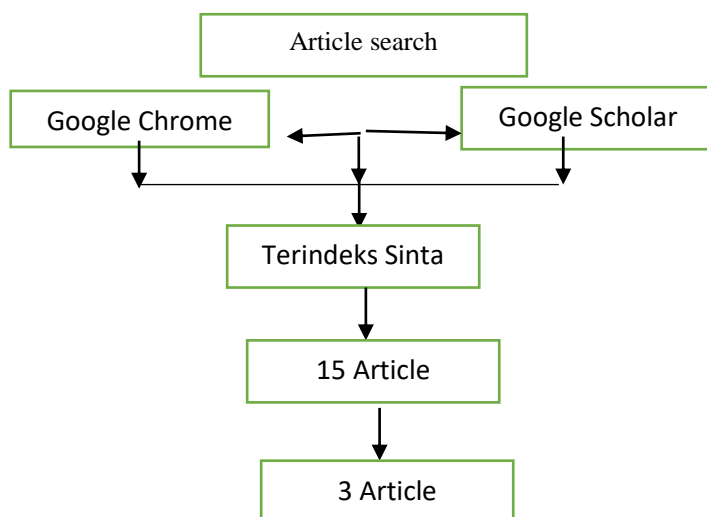 Article search
Google Chrome
Google Scholar
Terindeks Sinta
15 Article
3 Article